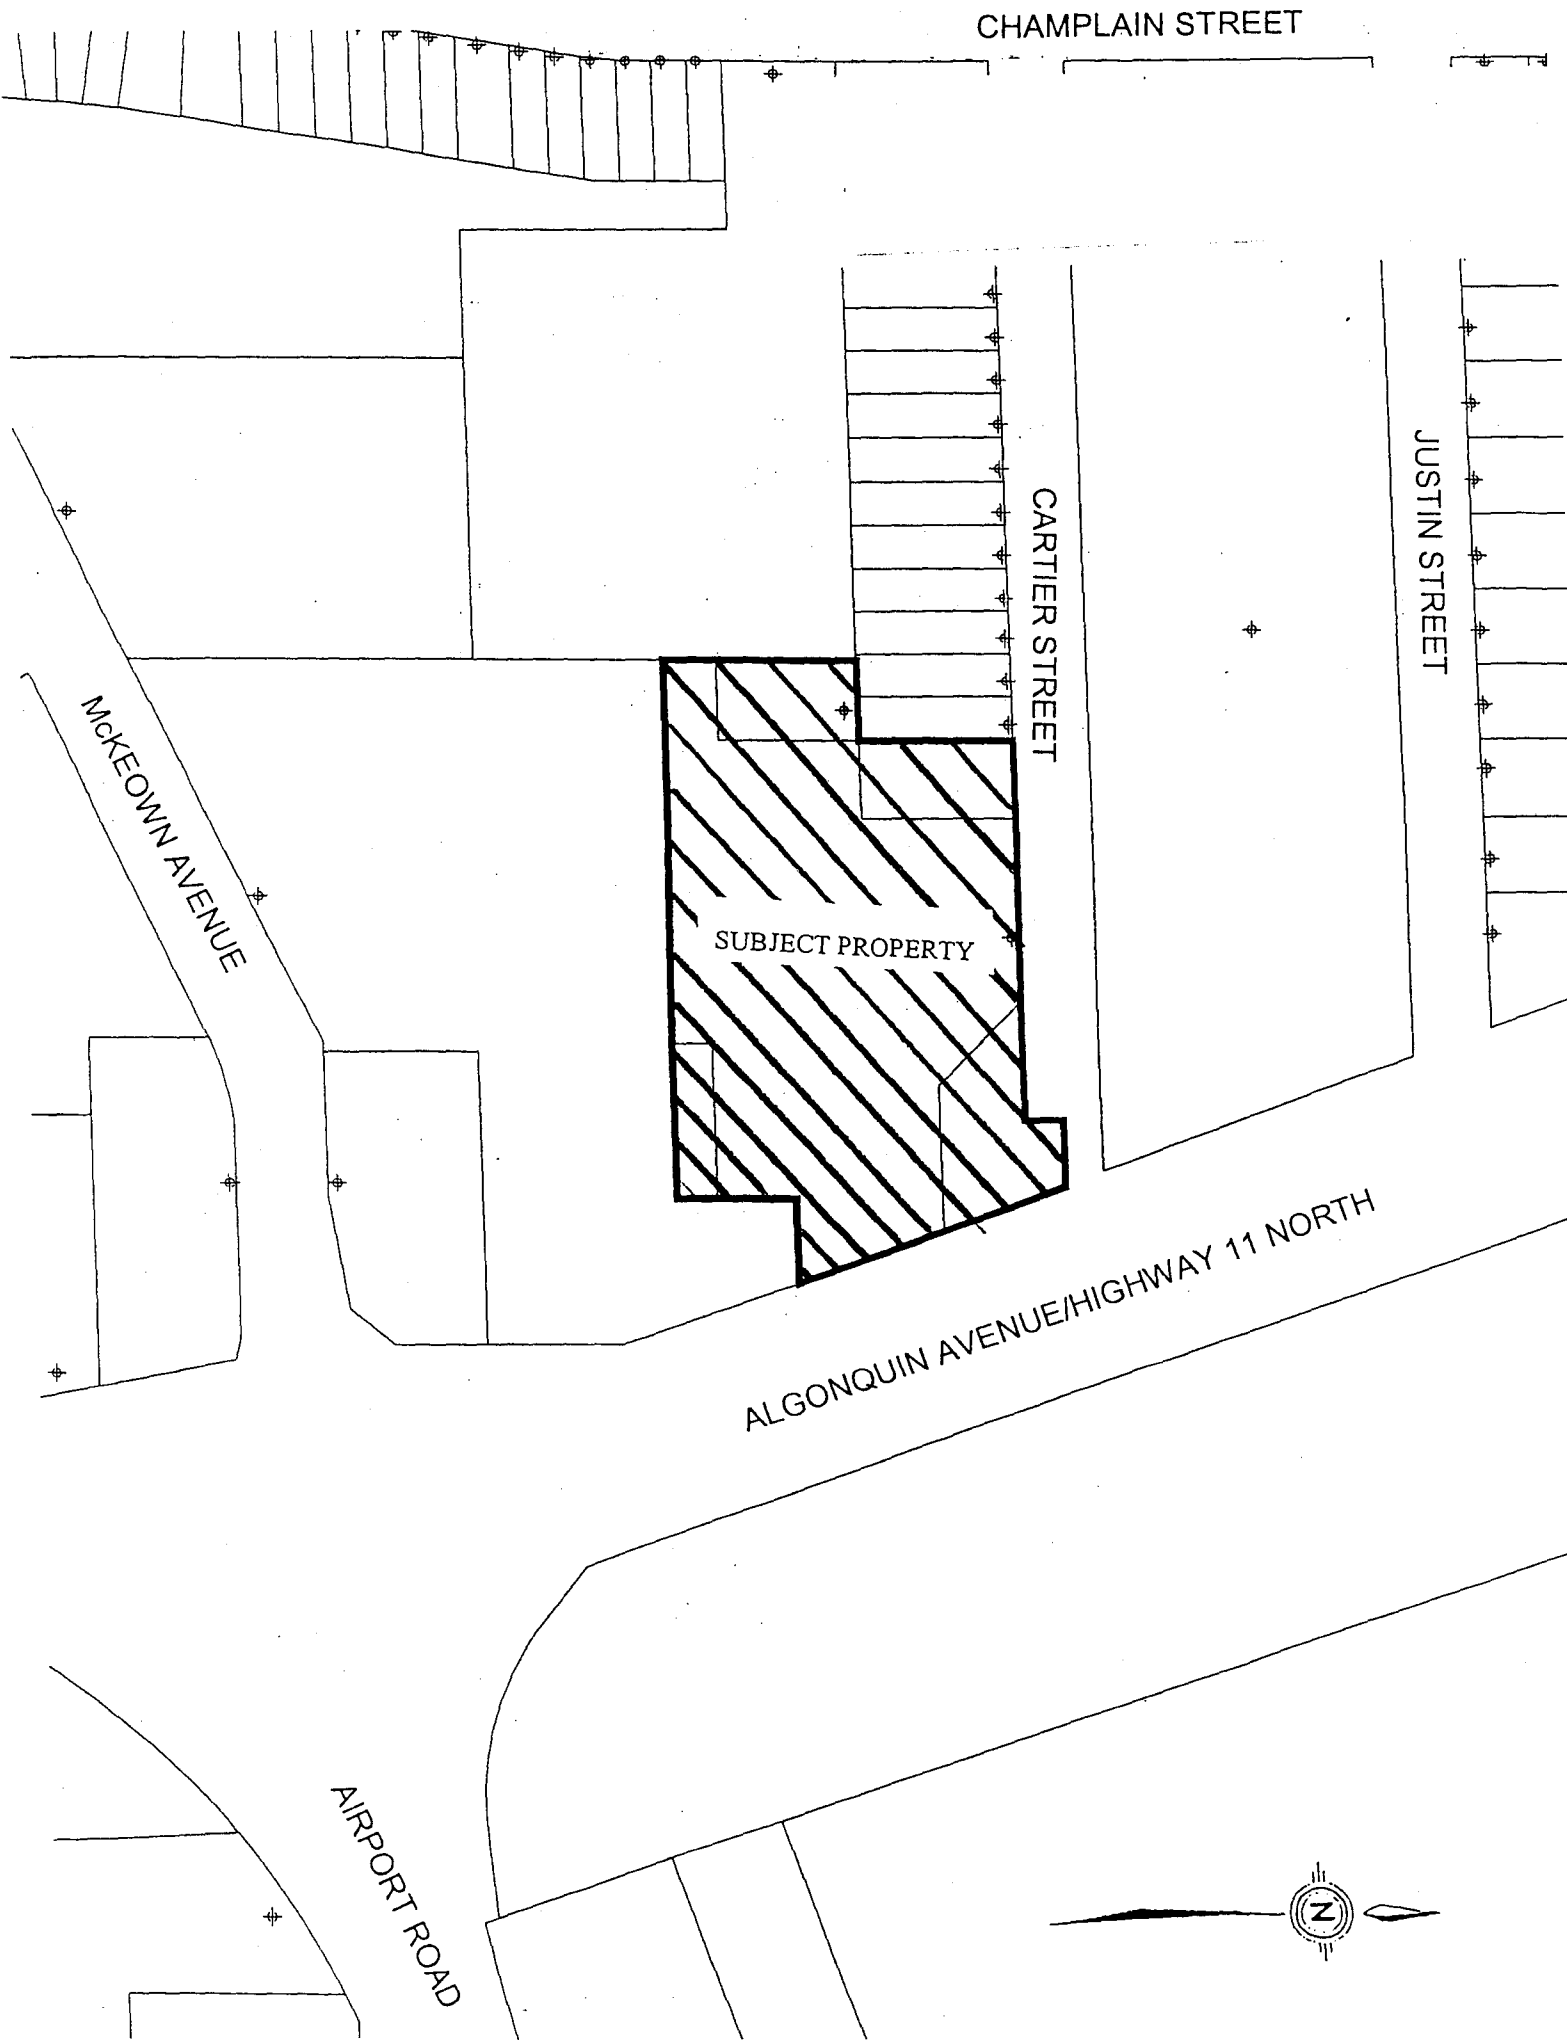 CHAMPLAIN STREET
CARTIER STREET
JUSTIN STREET
McKEOWN AVENUE
SUBJECT PROPERTY
ALGONQUIN AVENUE/HIGHWAY 11 NORTH
AIRPORT ROAD
N